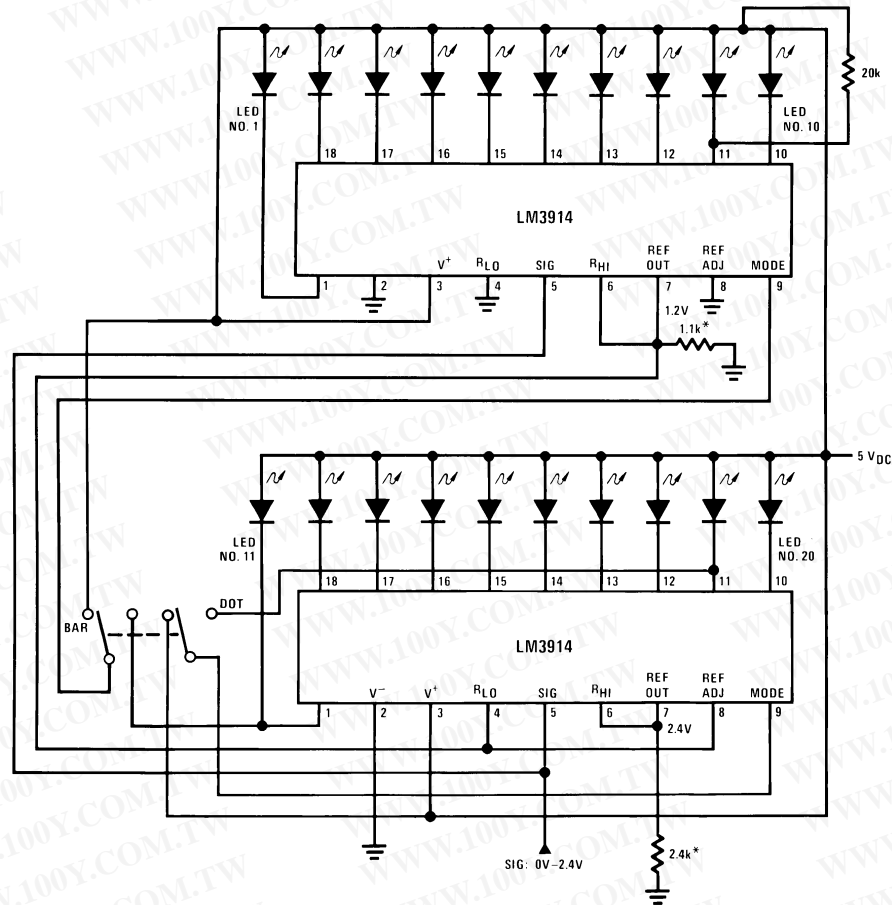 20k
LED NO. 1
LED NO. 10
18 17 16 15 14 13 12 11 10
LM3914
V+ RLO SIG RHI REF OUT REF ADJ MODE
1 2 3 4 5 6 7 8 9
1.2V
1.1k*
5 VDC
LED NO. 11
LED NO. 20
18 17 16 15 14 13 12 11 10
BAR
DOT
LM3914
V− V+ RLO SIG RHI REF OUT REF ADJ MODE
1 2 3 4 5 6 7 8 9
2.4V
2.4k*
SIG: 0V–2.4V
WWW.100Y.COM.TW